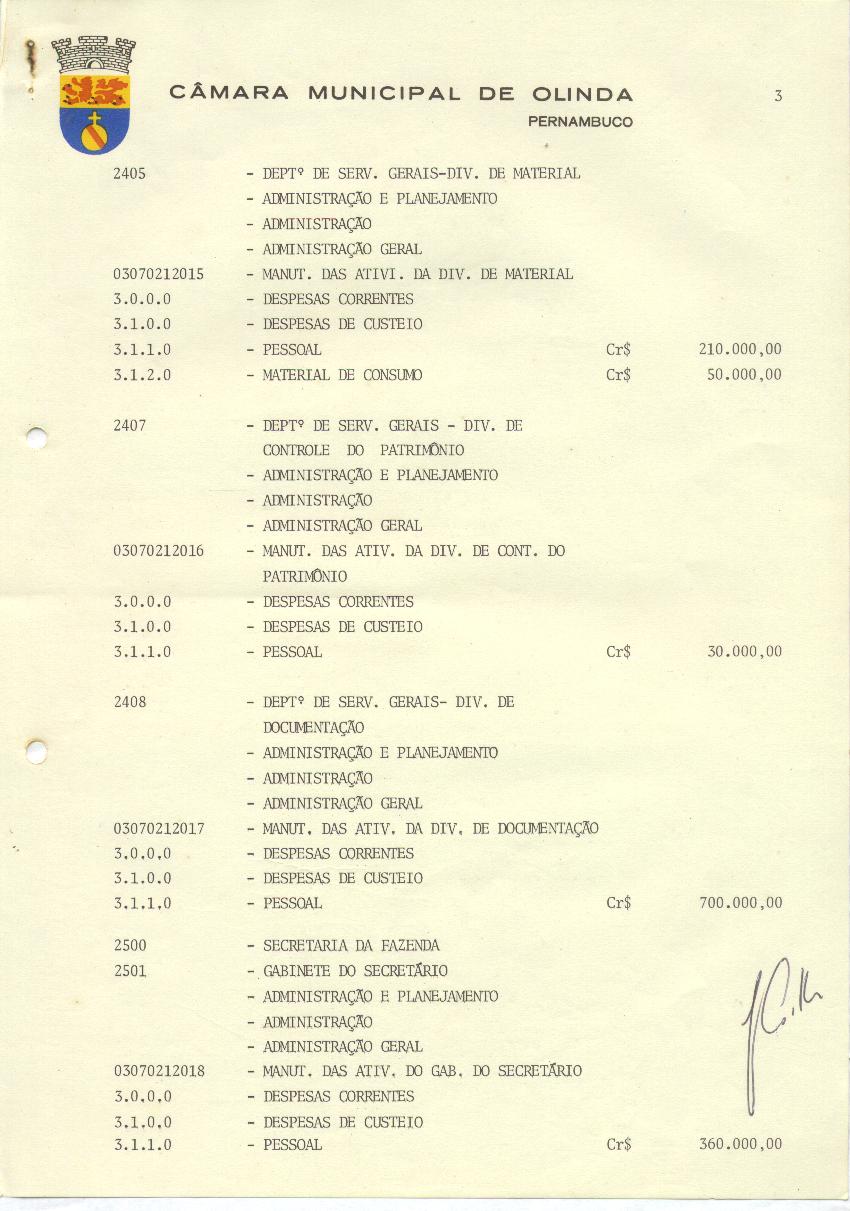 CÂMARA MUNICIPAL DE OLINDA 3
PERNAMBUCO
2405 - DEPTº DE SERV. GERAIS-DIV. DE MATERIAL
- ADMINISTRAÇÃO E PLANEJAMENTO
- ADMINISTRAÇÃO
- ADMINISTRAÇÃO GERAL
03070212015 - MANUT. DAS ATIVI. DA DIV. DE MATERIAL
3.0.0.0 - DESPESAS CORRENTES
3.1.0.0 - DESPESAS DE CUSTEIO
3.1.1.0 - PESSOAL Cr$ 210.000,00
3.1.2.0 - MATERIAL DE CONSUMO Cr$ 50.000,00
2407 - DEPTº DE SERV. GERAIS - DIV. DE
CONTROLE DO PATRIMÔNIO
- ADMINISTRAÇÃO E PLANEJAMENTO
- ADMINISTRAÇÃO
- ADMINISTRAÇÃO GERAL
03070212016 - MANUT. DAS ATIV. DA DIV. DE CONT. DO
PATRIMÔNIO
3.0.0.0 - DESPESAS CORRENTES
3.1.0.0 - DESPESAS DE CUSTEIO
3.1.1.0 - PESSOAL Cr$ 30.000,00
2408 - DEPTº DE SERV. GERAIS- DIV. DE
DOCUMENTAÇÃO
- ADMINISTRAÇÃO E PLANEJAMENTO
- ADMINISTRAÇÃO
- ADMINISTRAÇÃO GERAL
03070212017 - MANUT. DAS ATIV. DA DIV. DE DOCUMENTAÇÃO
3.0.0.0 - DESPESAS CORRENTES
3.1.0.0 - DESPESAS DE CUSTEIO
3.1.1.0 - PESSOAL Cr$ 700.000,00
2500 - SECRETARIA DA FAZENDA
2501 - GABINETE DO SECRETÁRIO
- ADMINISTRAÇÃO E PLANEJAMENTO
- ADMINISTRAÇÃO
- ADMINISTRAÇÃO GERAL
03070212018 - MANUT. DAS ATIV. DO GAB. DO SECRETÁRIO
3.0.0.0 - DESPESAS CORRENTES
3.1.0.0 - DESPESAS DE CUSTEIO
3.1.1.0 - PESSOAL Cr$ 360.000,00